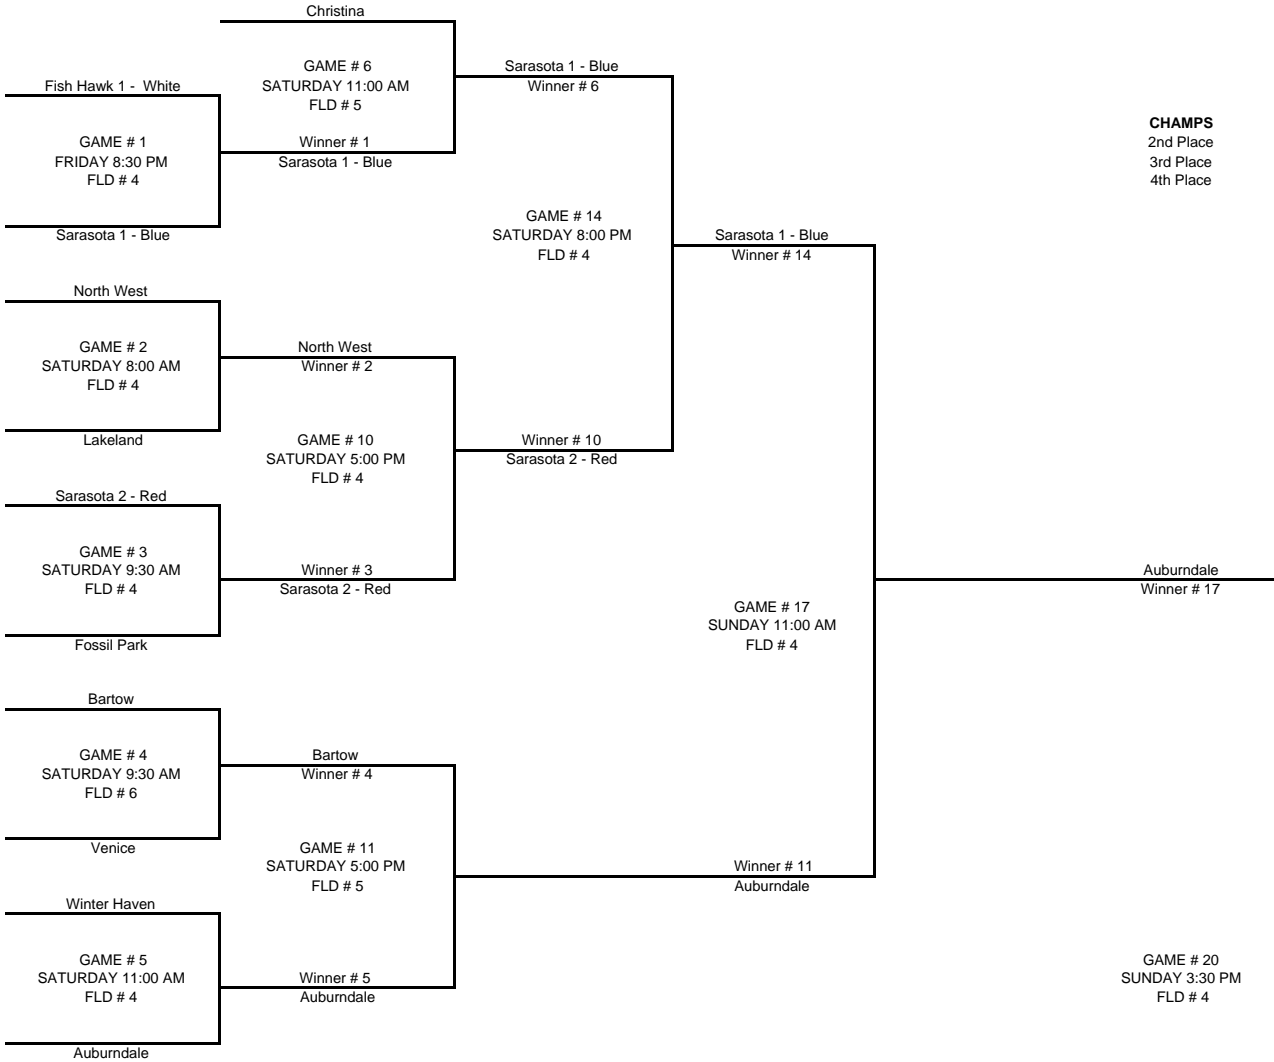 Christina
GAME # 6
SATURDAY 11:00 AM
FLD # 5
Sarasota 1 - Blue
Winner # 6
Fish Hawk 1 -  White
GAME # 1
FRIDAY 8:30 PM
FLD # 4
Winner # 1
Sarasota 1 - Blue
CHAMPS
2nd Place
3rd Place
4th Place
Sarasota 1 - Blue
GAME # 14
SATURDAY 8:00 PM
FLD # 4
Sarasota 1 - Blue
Winner # 14
North West
GAME # 2
SATURDAY 8:00 AM
FLD # 4
North West
Winner # 2
Lakeland
GAME # 10
SATURDAY 5:00 PM
FLD # 4
Winner # 10
Sarasota 2 - Red
Sarasota 2 - Red
GAME # 3
SATURDAY 9:30 AM
FLD # 4
Winner # 3
Sarasota 2 - Red
Auburndale
Winner # 17
GAME # 17
SUNDAY 11:00 AM
FLD # 4
Fossil Park
Bartow
GAME # 4
SATURDAY 9:30 AM
FLD # 6
Bartow
Winner # 4
Venice
GAME # 11
SATURDAY 5:00 PM
FLD # 5
Winner # 11
Auburndale
Winter Haven
GAME # 5
SATURDAY 11:00 AM
FLD # 4
Winner # 5
Auburndale
GAME # 20
SUNDAY 3:30 PM
FLD # 4
Auburndale